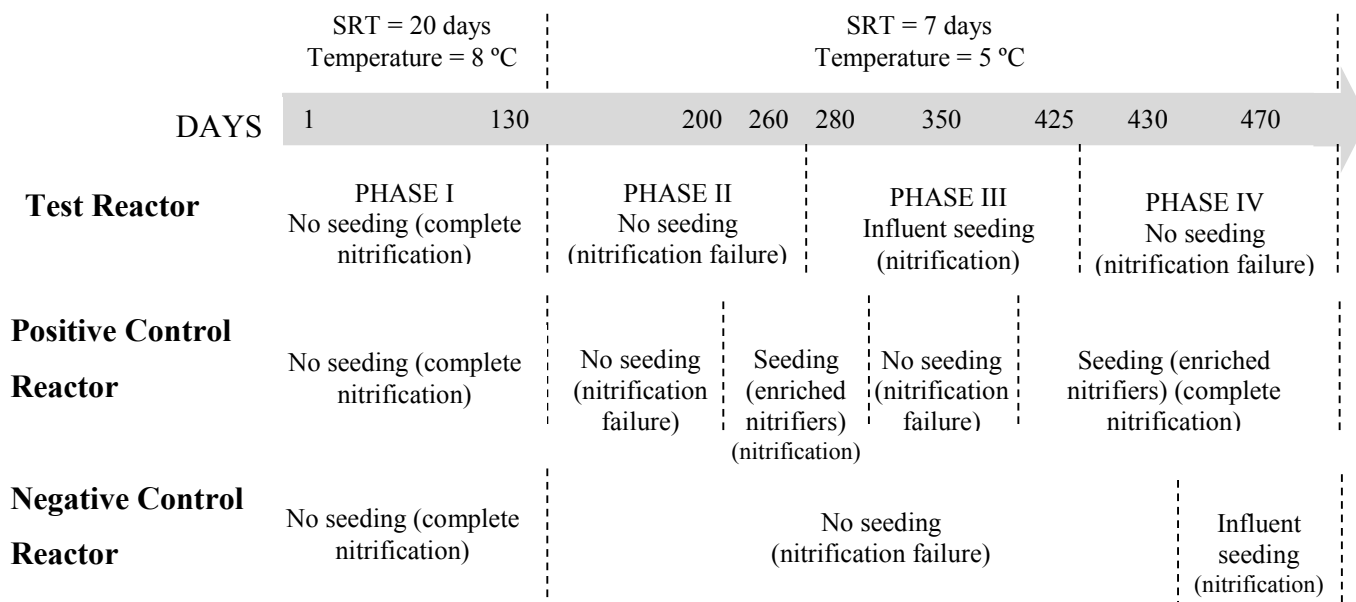 SRT = 20 days
Temperature = 8 ºC
SRT = 7 days
Temperature = 5 ºC
DAYS 1 130 200 260 280 350 425 430 470
Test Reactor
PHASE I
No seeding (complete
nitrification)
PHASE II
No seeding
(nitrification failure)
PHASE III
Influent seeding
(nitrification)
PHASE IV
No seeding
(nitrification failure)
Positive Control
Reactor
No seeding (complete
nitrification)
No seeding
(nitrification
failure)
Seeding
(enriched
nitrifiers)
(nitrification)
No seeding
(nitrification
failure)
Seeding (enriched
nitrifiers) (complete
nitrification)
Negative Control
Reactor
No seeding (complete
nitrification)
No seeding
(nitrification failure)
Influent
seeding
(nitrification)